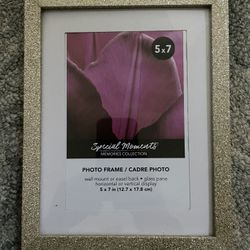 5x7
Special Moments
MEMORIES COLLECTION
PHOTO FRAME / CADRE PHOTO
wall mount or easel back • glass pane
horizontal or vertical display
5 x 7 in (12.7 x 17.8 cm)